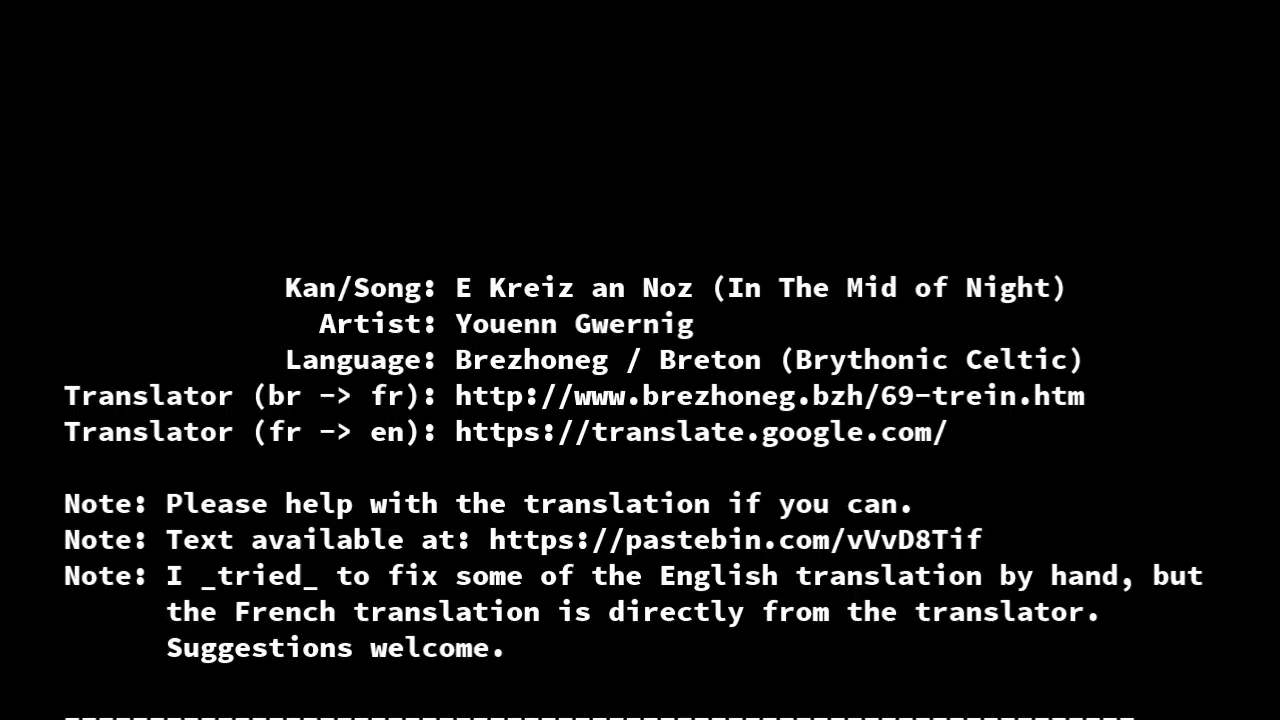 Kan/Song: E Kreiz an Noz (In The Mid of Night)
Artist: Youenn Gwernig
Language: Brezhoneg / Breton (Brythonic Celtic)
Translator (br -> fr): http://www.brezhoneg.bzh/69-trein.htm
Translator (fr -> en): https://translate.google.com/
Note: Please help with the translation if you can.
Note: Text available at: https://pastebin.com/vVvD8Tif
Note: I _tried_ to fix some of the English translation by hand, but
the French translation is directly from the translator.
Suggestions welcome.